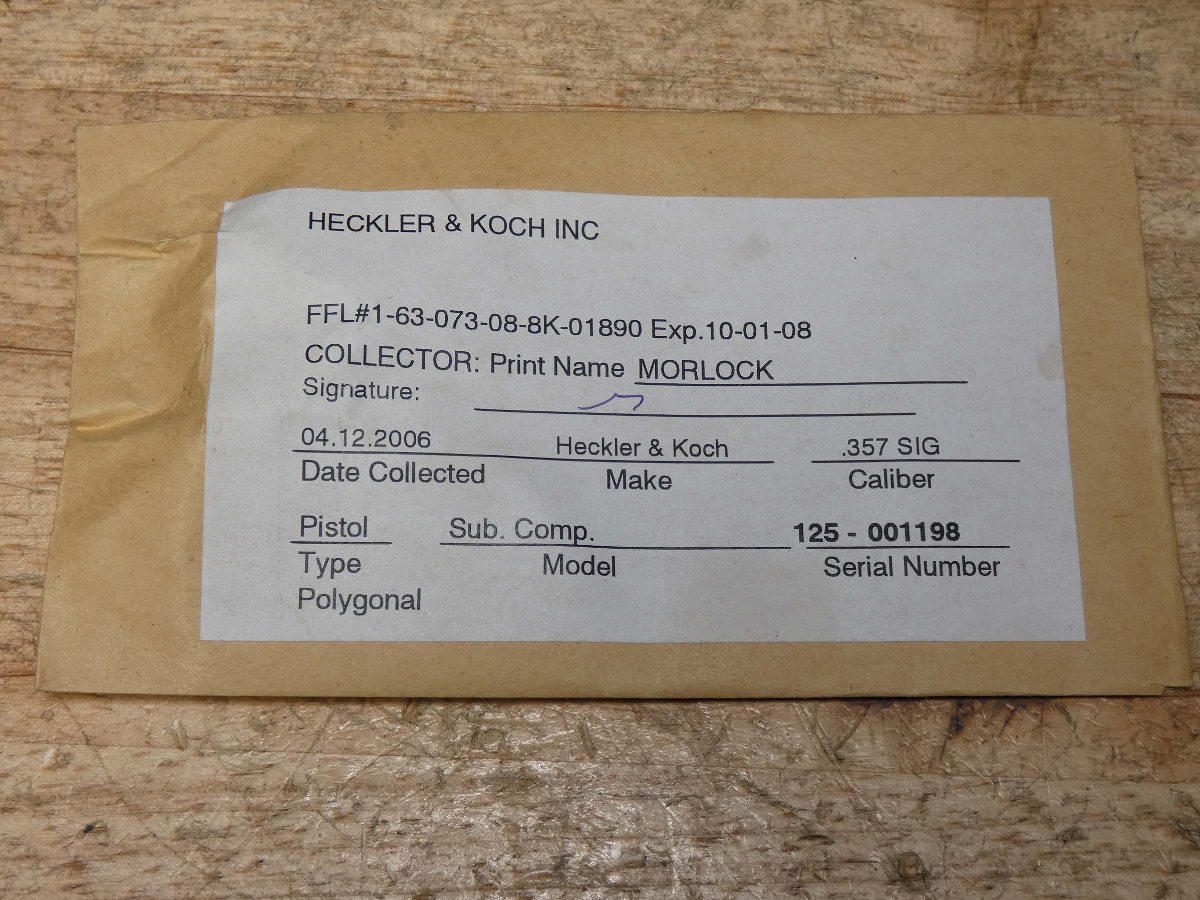 HECKLER & KOCH INC
FFL#1-63-073-08-8K-01890 Exp.10-01-08
COLLECTOR: Print Name MORLOCK
Signature:
04.12.2006 Heckler & Koch .357 SIG
Date Collected Make Caliber
Pistol Sub. Comp. 125 - 001198
Type Model Serial Number
Polygonal